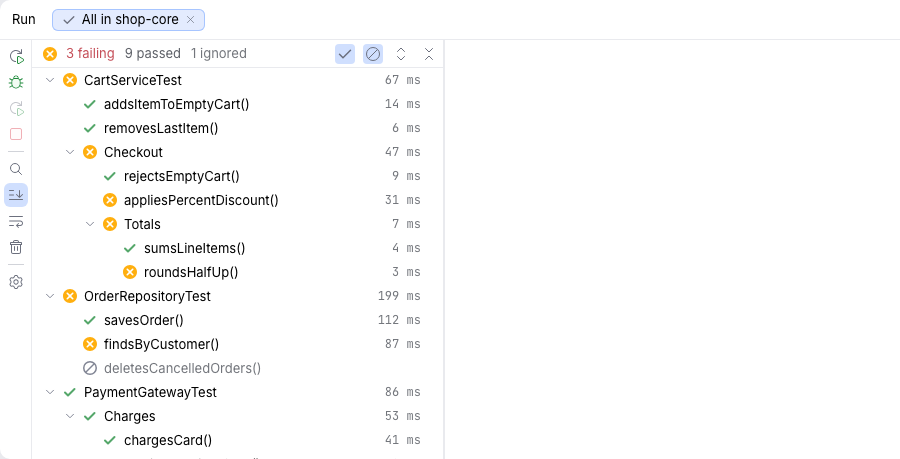 Run All in shop-core
3 failing 9 passed 1 ignored
CartServiceTest 67 ms
addsItemToEmptyCart() 14 ms
removesLastItem() 6 ms
Checkout 47 ms
rejectsEmptyCart() 9 ms
appliesPercentDiscount() 31 ms
Totals 7 ms
sumsLineItems() 4 ms
roundsHalfUp() 3 ms
OrderRepositoryTest 199 ms
savesOrder() 112 ms
findsByCustomer() 87 ms
deletesCancelledOrders()
PaymentGatewayTest 86 ms
Charges 53 ms
chargesCard() 41 ms